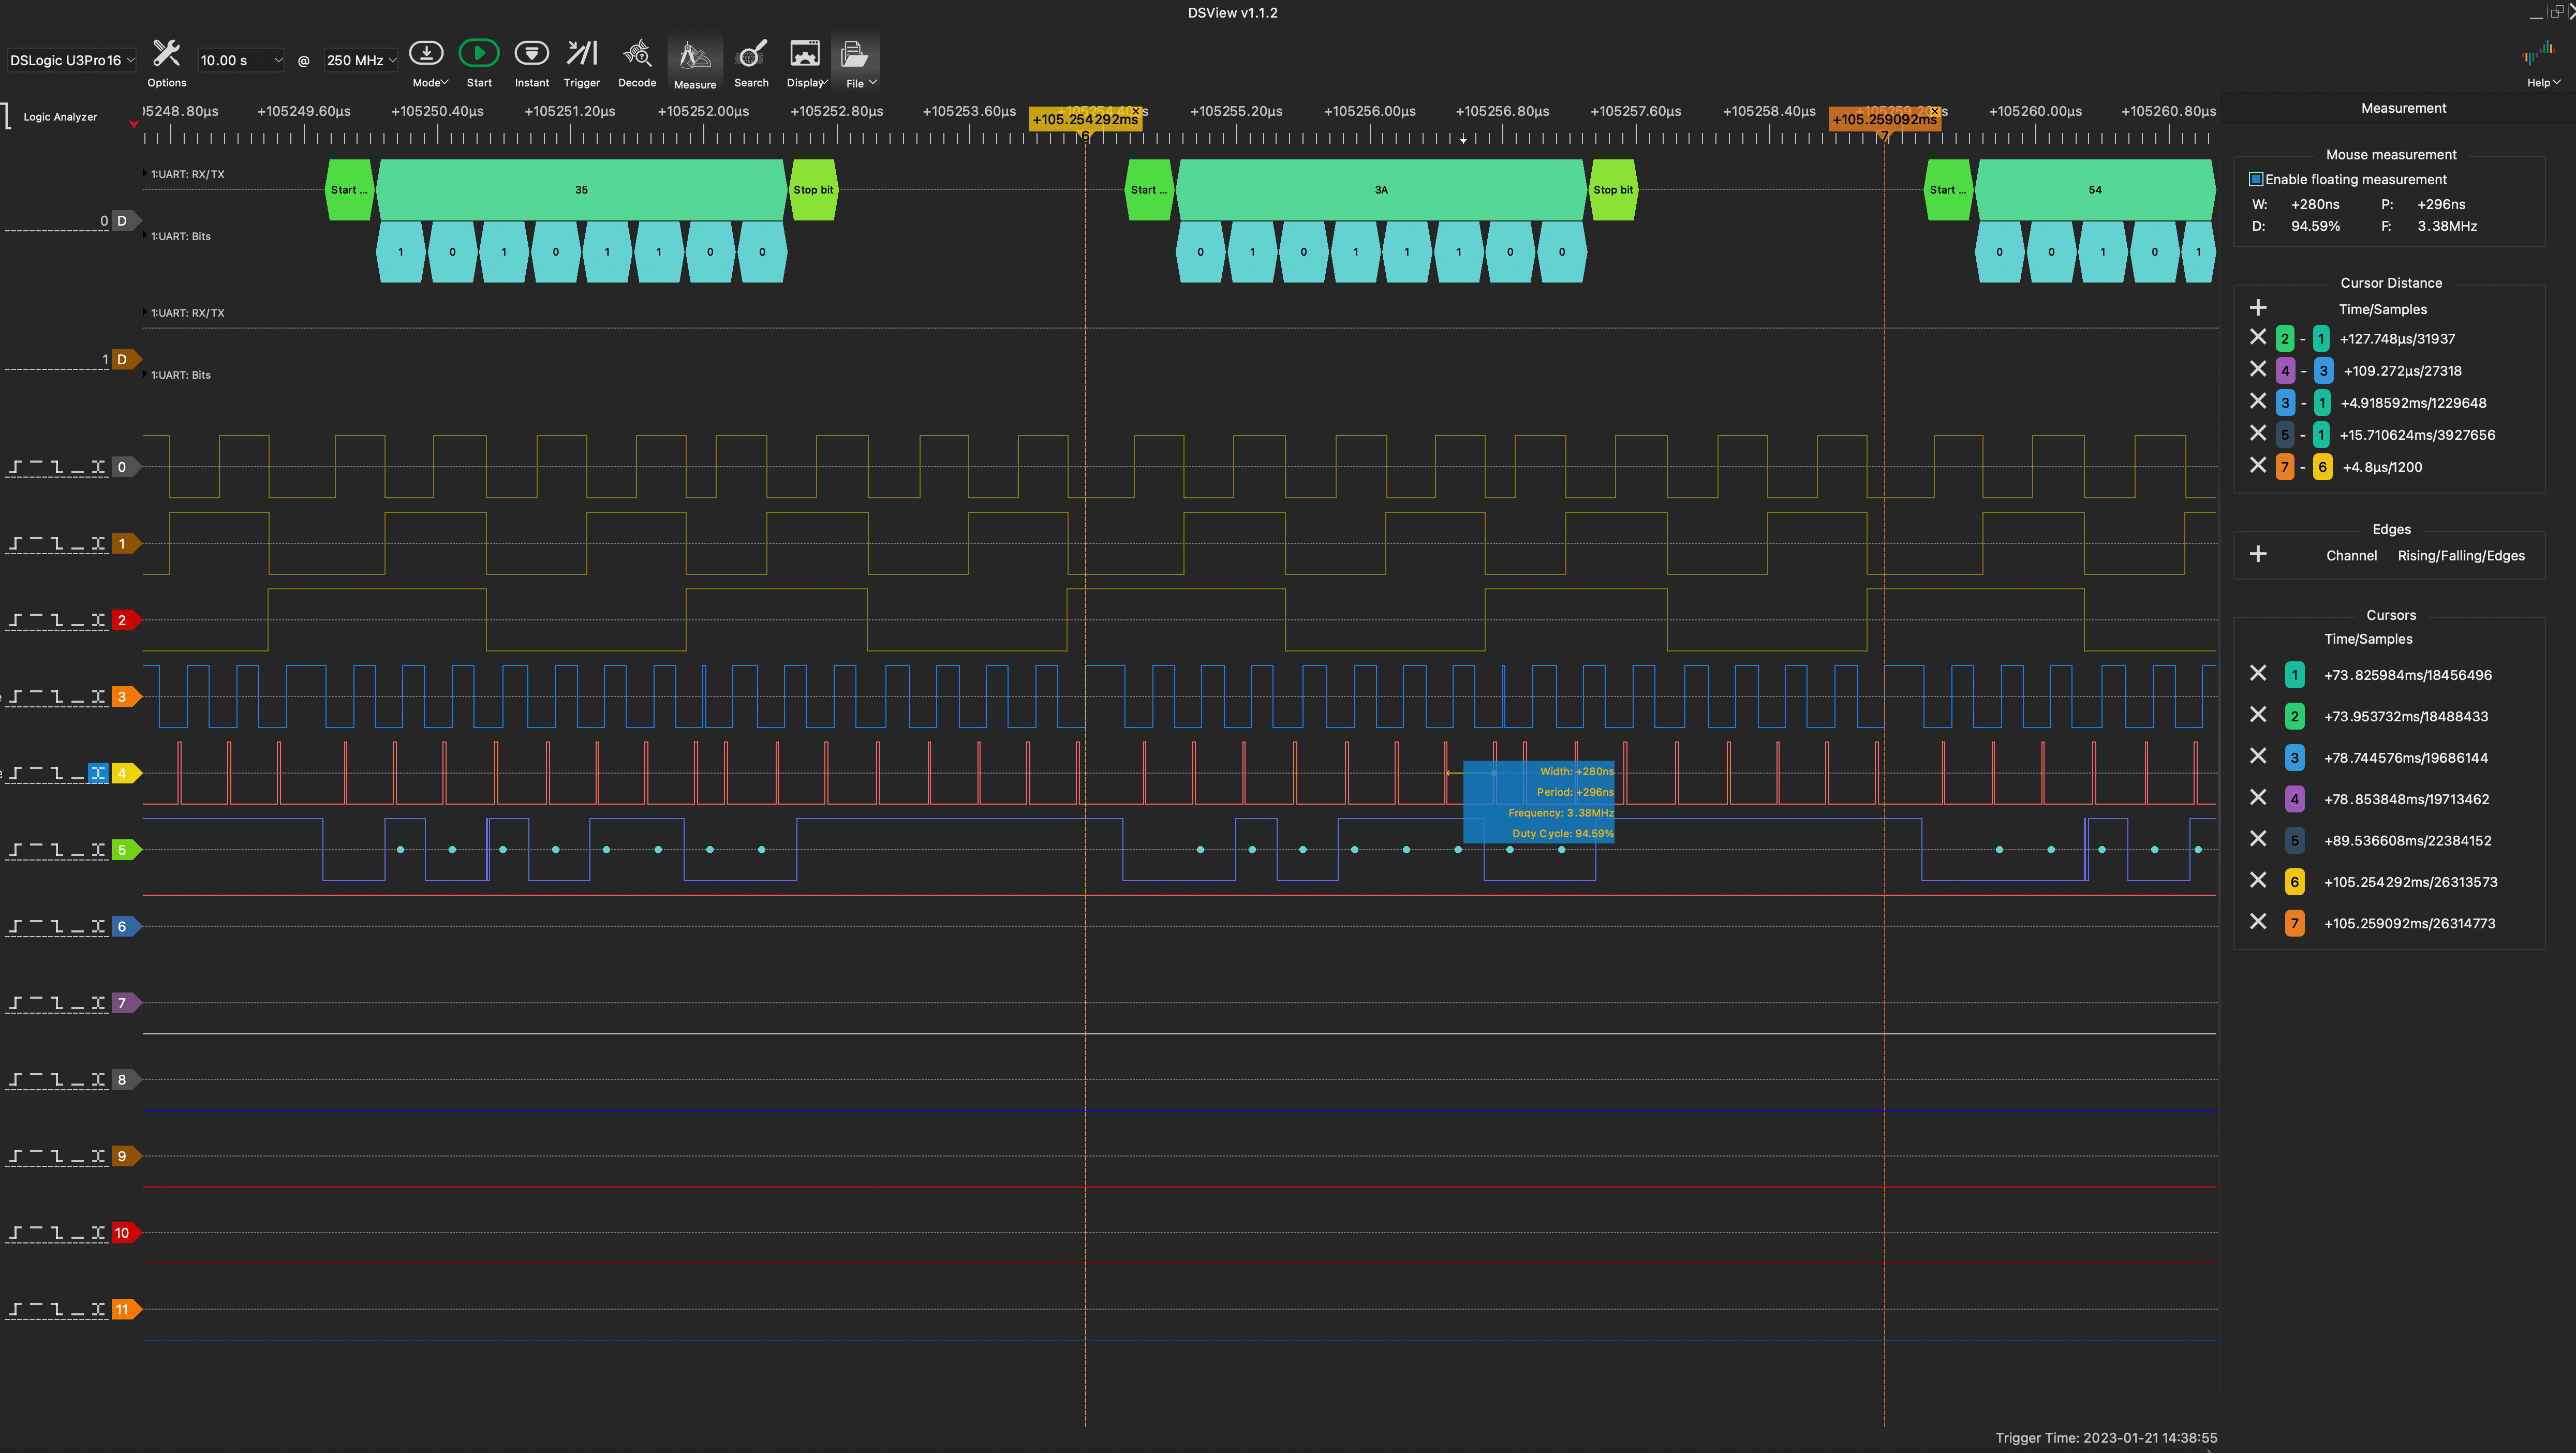 DSView v1.1.2
DSLogic U3Pro16
Options
10.00 s
@
250 MHz
Mode
Start
Instant
Trigger
Decode
Measure
Search
Display
File
Help
Logic Analyzer
+105249.60µs
+105250.40µs
+105251.20µs
+105252.00µs
+105252.80µs
+105253.60µs
+105.254292ms
6
+105255.20µs
+105256.00µs
+105256.80µs
+105257.60µs
+105258.40µs
+105.259092ms
7
+105260.00µs
+105260.80µs
1:UART: RX/TX
Start ...
35
Stop bit
Start ...
3A
Stop bit
Start ...
54
0 D
1:UART: Bits
1 0 1 0 1 1 0 0
0 1 0 1 1 1 0 0
0 0 1 0 1
1:UART: RX/TX
1 D
1:UART: Bits
0
1
2
3
4
5
6
7
8
9
10
11
Width: +280ns
Period: +296ns
Frequency: 3.38MHz
Duty Cycle: 94.59%
Measurement
Mouse measurement
Enable floating measurement
W: +280ns P: +296ns
D: 94.59% F: 3.38MHz
Cursor Distance
Time/Samples
2 - 1 +127.748µs/31937
4 - 3 +109.272µs/27318
3 - 1 +4.918592ms/1229648
5 - 1 +15.710624ms/3927656
7 - 6 +4.8µs/1200
Edges
Channel Rising/Falling/Edges
Cursors
Time/Samples
1 +73.825984ms/18456496
2 +73.953732ms/18488433
3 +78.744576ms/19686144
4 +78.853848ms/19713462
5 +89.536608ms/22384152
6 +105.254292ms/26313573
7 +105.259092ms/26314773
Trigger Time: 2023-01-21 14:38:55